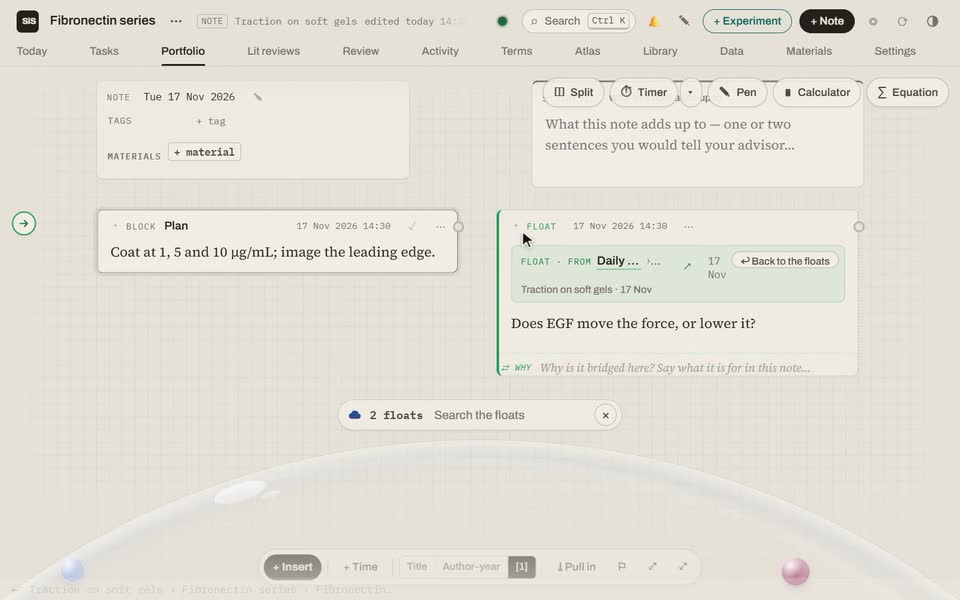 SiS Fibronectin series ... NOTE Traction on soft gels edited today Search Ctrl K + Experiment + Note
Today Tasks Portfolio Lit reviews Review Activity Terms Atlas Library Data Materials Settings
Split Timer Pen Calculator Equation
NOTE Tue 17 Nov 2026
TAGS + tag
MATERIALS + material
What this note adds up to — one or two
sentences you would tell your advisor...
BLOCK Plan 17 Nov 2026 14:30 ✓ ...
Coat at 1, 5 and 10 µg/mL; image the leading edge.
FLOAT 17 Nov 2026 14:30 ...
FLOAT · FROM Daily ... ›... ↗ 17 Nov ↩ Back to the floats
Traction on soft gels · 17 Nov
Does EGF move the force, or lower it?
⇄ WHY Why is it bridged here? Say what it is for in this note...
2 floats Search the floats ×
+ Insert + Time Title Author–year [1] Pull in
← Traction on soft gels › Fibronectin series › Fibronectin...